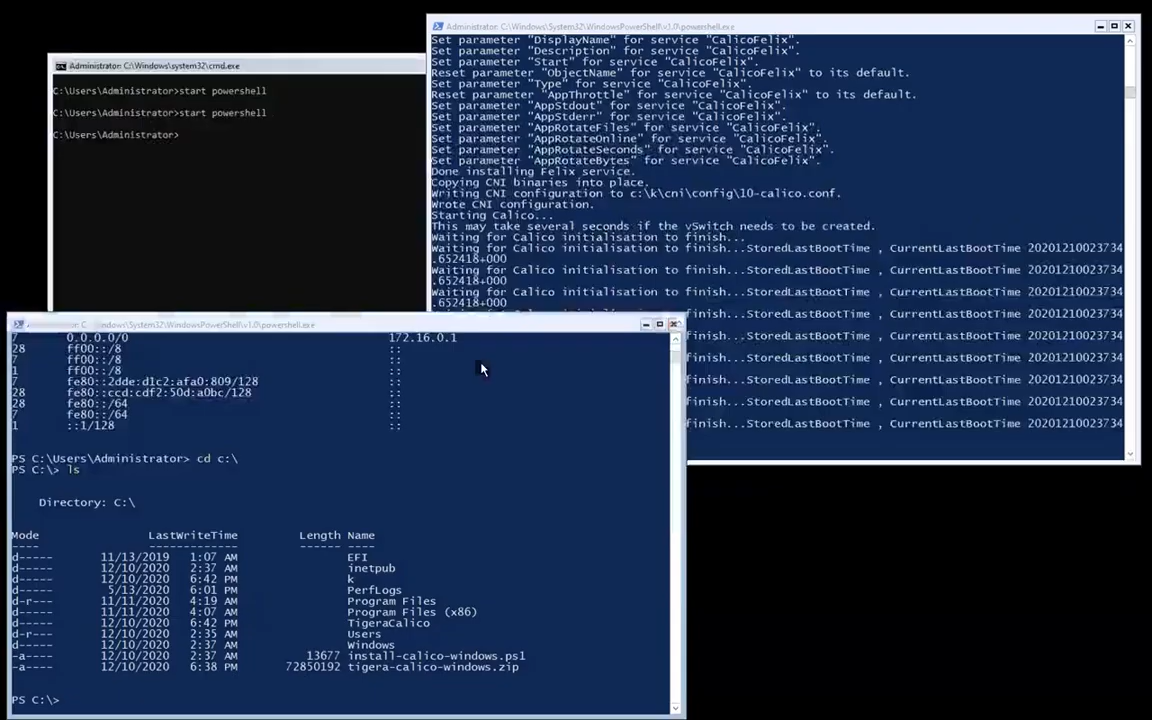 Administrator: C:\Windows\system32\cmd.exe
C:\Users\Administrator>start powershell
C:\Users\Administrator>start powershell
C:\Users\Administrator>
Administrator: C:\Windows\System32\WindowsPowerShell\v1.0\powershell.exe
Set parameter "DisplayName" for service "CalicoFelix".
Set parameter "Description" for service "CalicoFelix".
Set parameter "Start" for service "CalicoFelix".
Reset parameter "ObjectName" for service "CalicoFelix" to its default.
Set parameter "Type" for service "CalicoFelix".
Reset parameter "AppThrottle" for service "CalicoFelix" to its default.
Set parameter "AppStdout" for service "CalicoFelix".
Set parameter "AppStderr" for service "CalicoFelix".
Set parameter "AppRotateFiles" for service "CalicoFelix".
Set parameter "AppRotateOnline" for service "CalicoFelix".
Set parameter "AppRotateSeconds" for service "CalicoFelix".
Set parameter "AppRotateBytes" for service "CalicoFelix".
Done installing Felix service.
Copying CNI binaries into place.
Writing CNI configuration to c:\k\cni\config\10-calico.conf.
Wrote CNI configuration.
Starting Calico...
This may take several seconds if the vSwitch needs to be created.
Waiting for Calico initialisation to finish...
Waiting for Calico initialisation to finish...StoredLastBootTime , CurrentLastBootTime 20201210023734
.652418+000
Waiting for Calico initialisation to finish...StoredLastBootTime , CurrentLastBootTime 20201210023734
.652418+000
Waiting for Calico initialisation to finish...StoredLastBootTime , CurrentLastBootTime 20201210023734
.652418+000
finish...StoredLastBootTime , CurrentLastBootTime 20201210023734
finish...StoredLastBootTime , CurrentLastBootTime 20201210023734
finish...StoredLastBootTime , CurrentLastBootTime 20201210023734
finish...StoredLastBootTime , CurrentLastBootTime 20201210023734
finish...StoredLastBootTime , CurrentLastBootTime 20201210023734
finish...StoredLastBootTime , CurrentLastBootTime 20201210023734
ndows\System32\WindowsPowerShell\v1.0\powershell.exe
7 0.0.0.0/0 172.16.0.1
28 ff00::/8 ::
7 ff00::/8 ::
1 ff00::/8 ::
7 fe80::2dde:d1c2:afa0:809/128 ::
28 fe80::ccd:cdf2:50d:a0bc/128 ::
28 fe80::/64 ::
7 fe80::/64 ::
1 ::1/128 ::
PS C:\Users\Administrator> cd c:\
PS C:\> ls
Directory: C:\
Mode LastWriteTime Length Name
---- ------------- ------ ----
d----- 11/13/2019 1:07 AM EFI
d----- 12/10/2020 2:37 AM inetpub
d----- 12/10/2020 6:42 PM k
d----- 5/13/2020 6:01 PM PerfLogs
d-r--- 11/11/2020 4:19 AM Program Files
d----- 11/11/2020 4:07 AM Program Files (x86)
d----- 12/10/2020 6:42 PM TigeraCalico
d-r--- 12/10/2020 2:35 AM Users
d----- 12/10/2020 2:37 AM Windows
-a---- 12/10/2020 2:37 AM 13677 install-calico-windows.ps1
-a---- 12/10/2020 6:38 PM 72850192 tigera-calico-windows.zip
PS C:\>